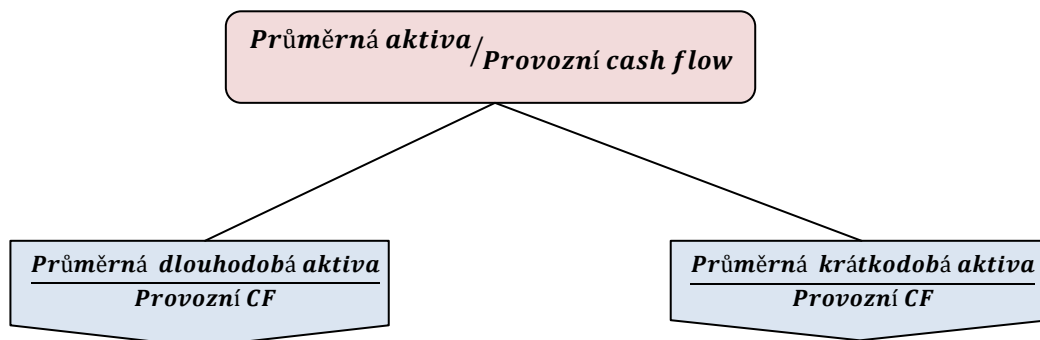 Průměrná aktiva/Provozní cash flow
Průměrná dlouhodobá aktiva
Provozní CF
Průměrná krátkodobá aktiva
Provozní CF